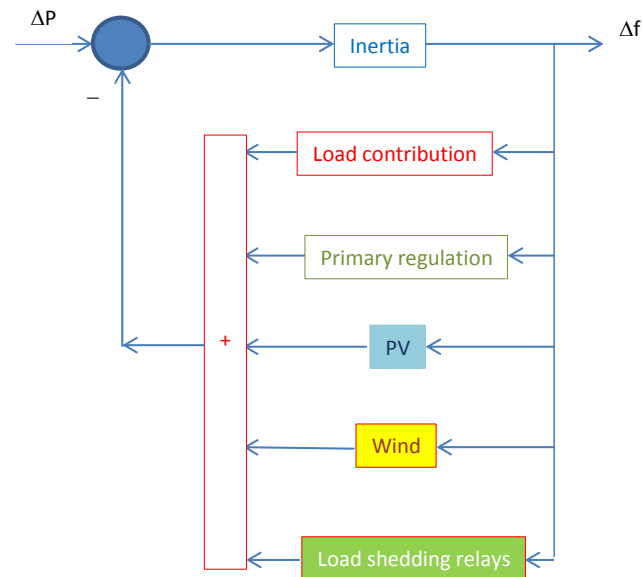 ΔP
Inertia
Δf
–
Load contribution
Primary regulation
+
PV
Wind
Load shedding relays